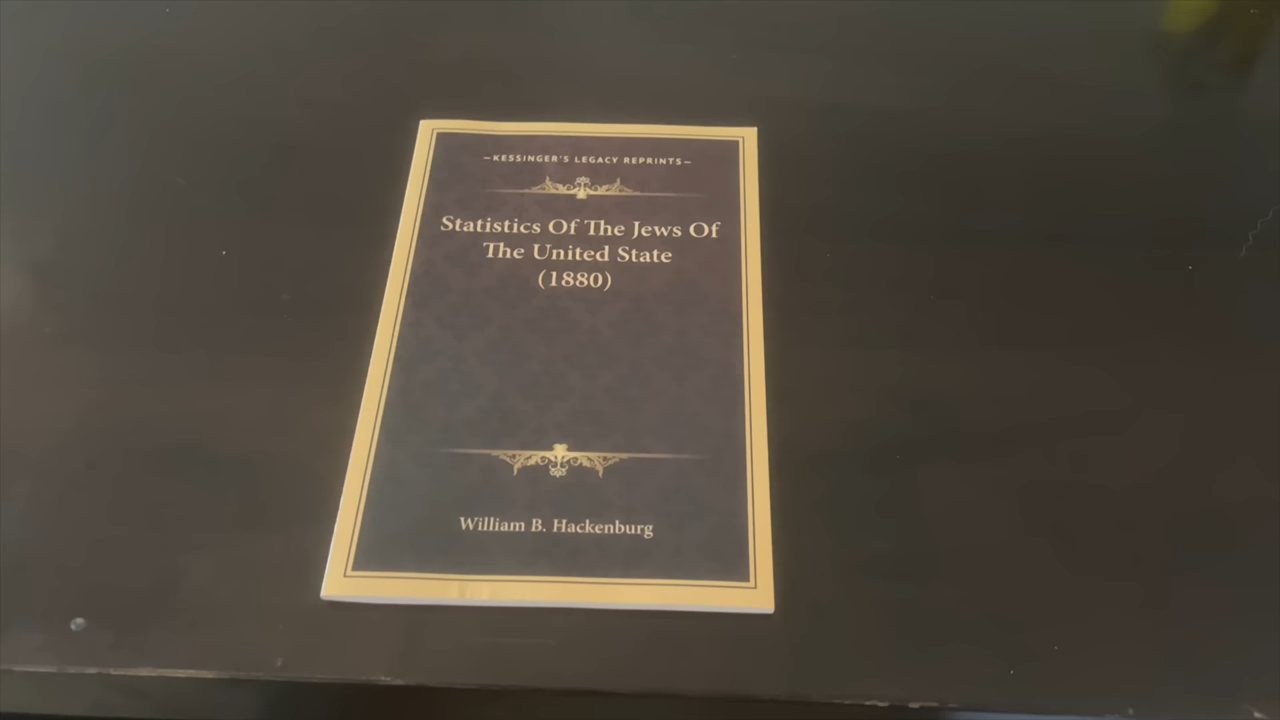 —KESSINGER'S LEGACY REPRINTS—
Statistics Of The Jews Of
The United State
(1880)
William B. Hackenburg